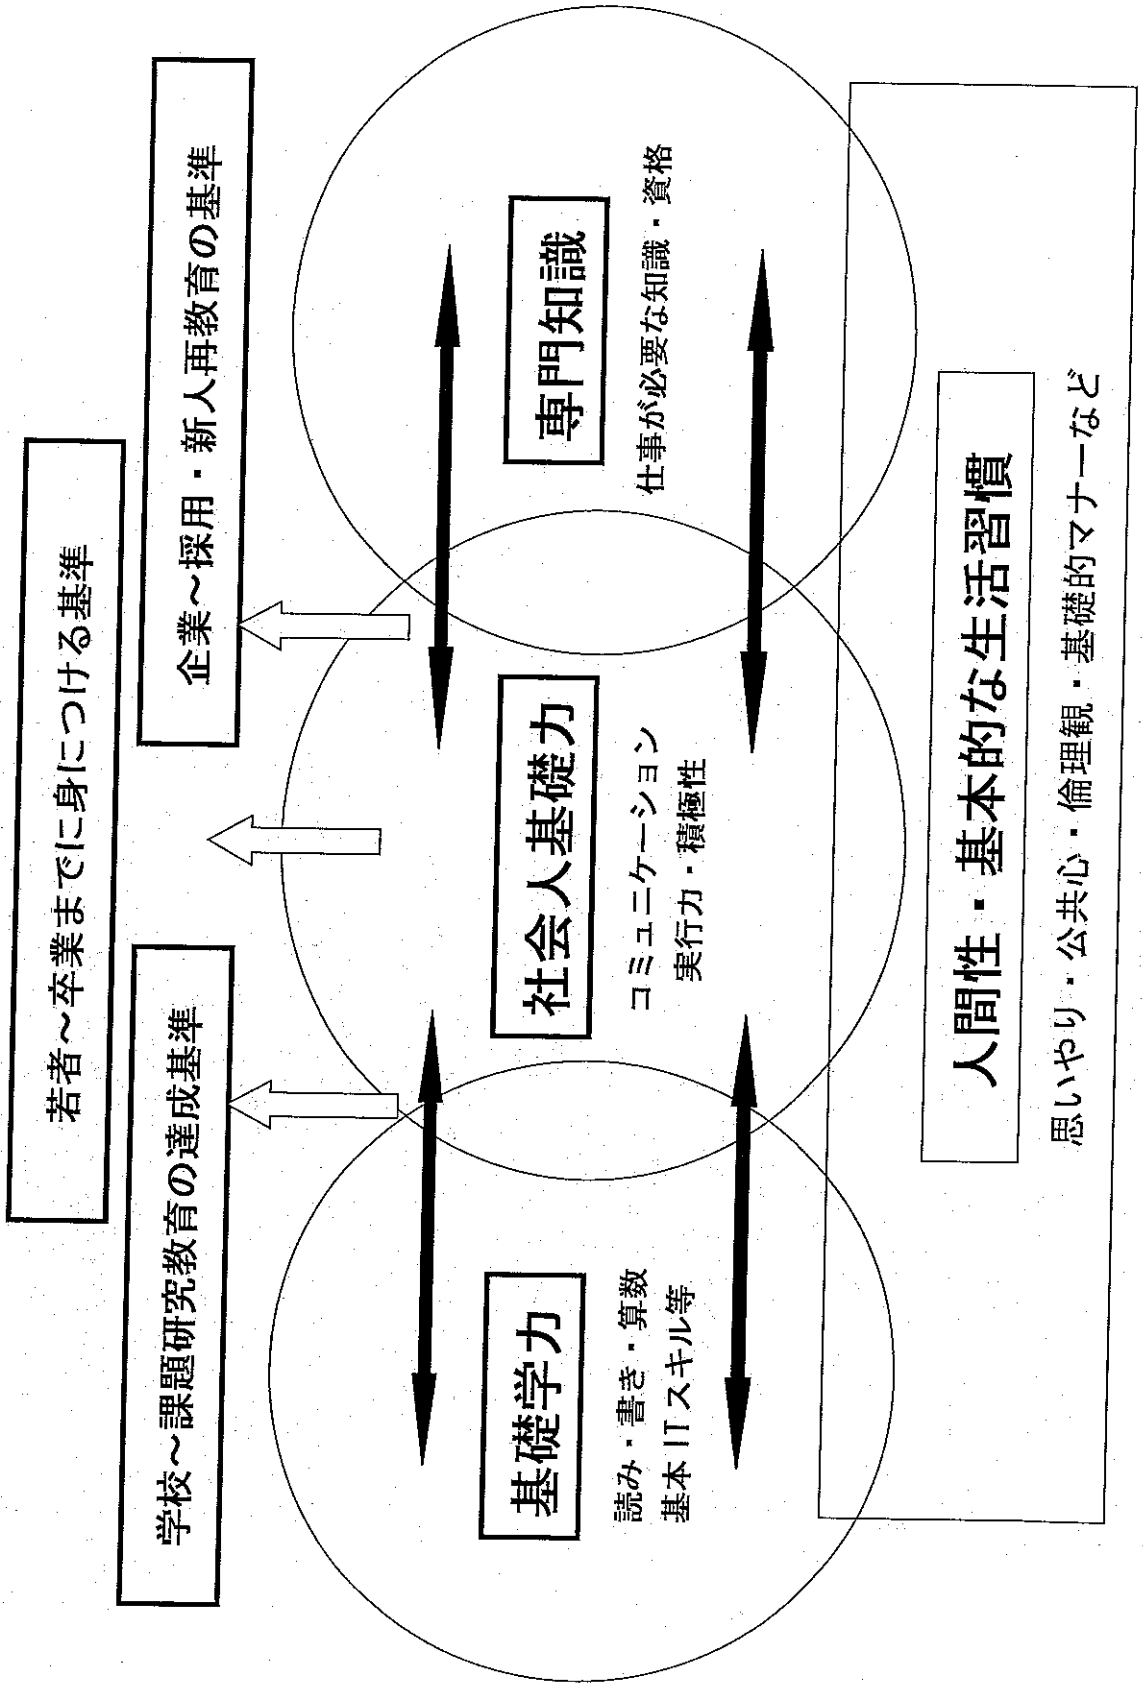 若者～卒業までに身につける基準
学校～課題研究教育の達成基準
企業～採用・新人再教育の基準
基礎学力
読み・書き・算数
基本ITスキル等
社会人基礎力
コミュニケーション
実行力・積極性
専門知識
仕事が必要な知識・資格
人間性・基本的な生活習慣
思いやり・公共心・倫理観・基礎的マナーなど